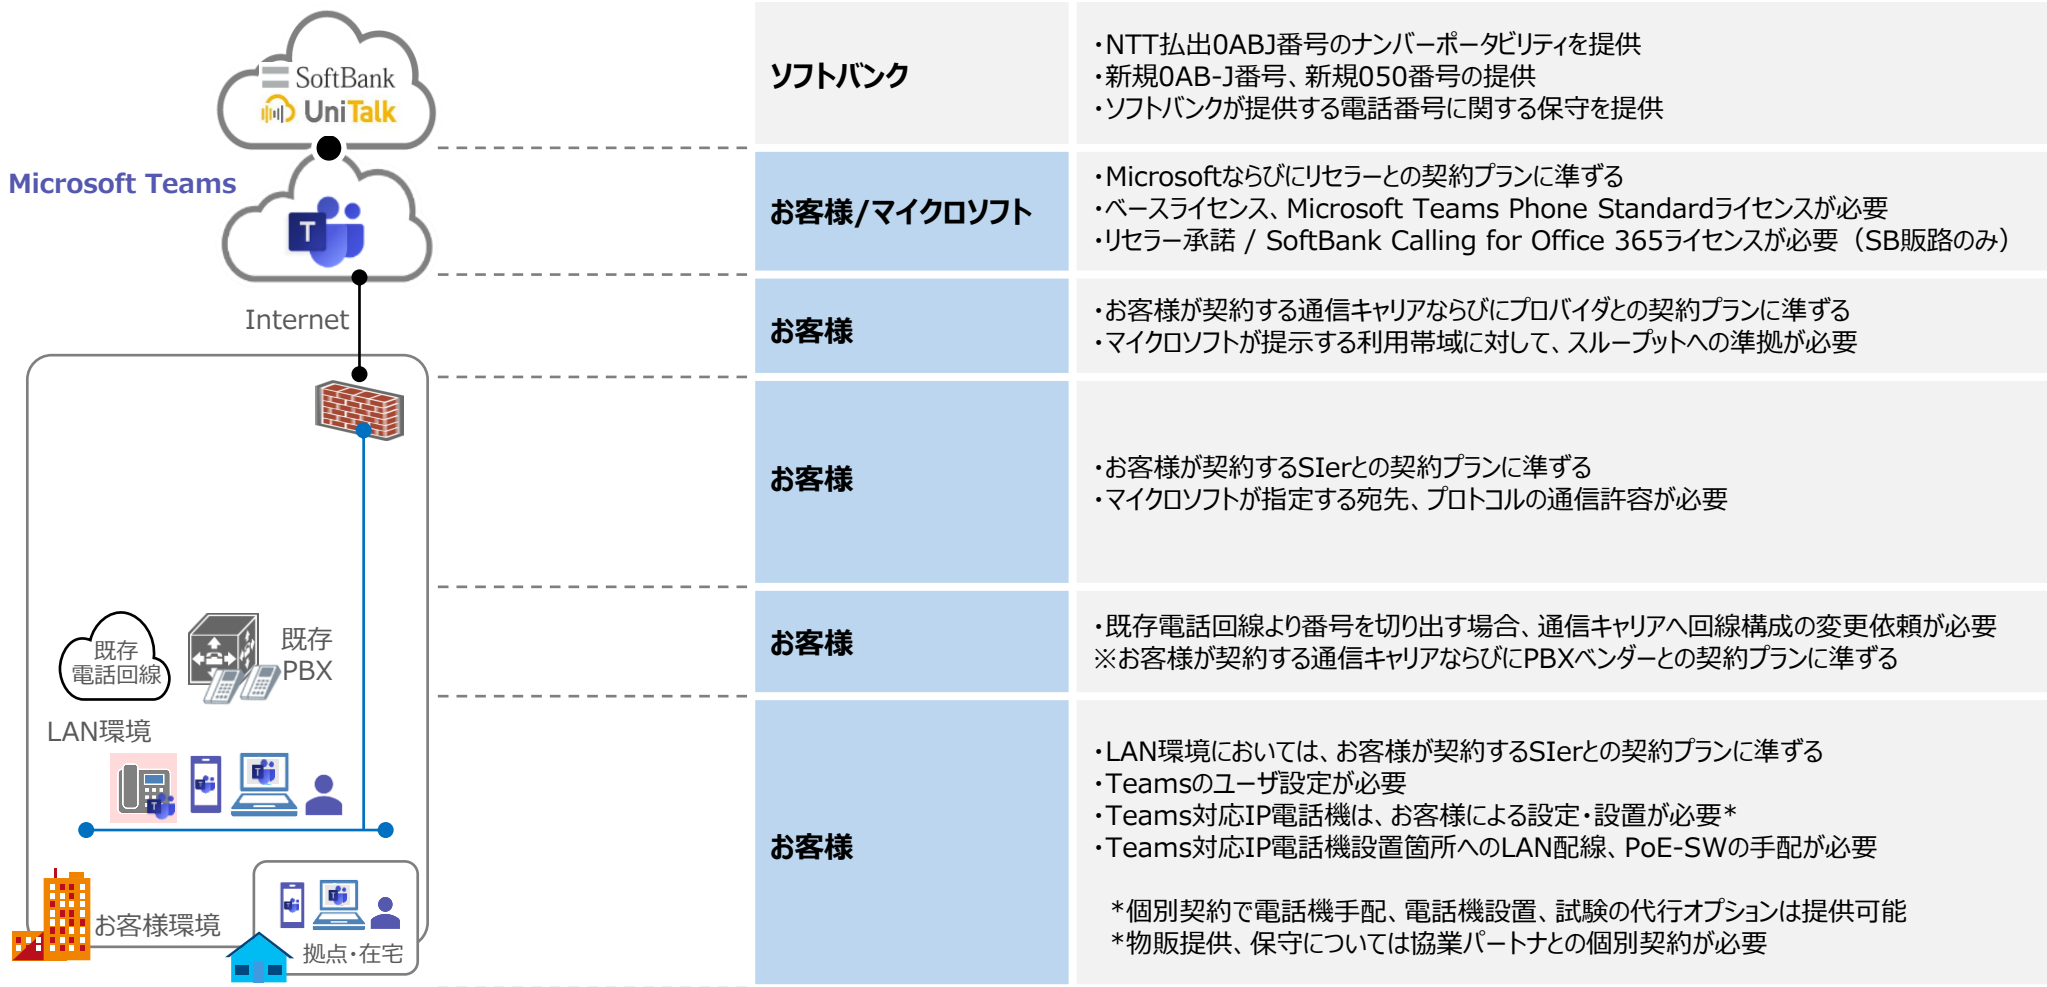 SoftBank
UniTalk
Microsoft Teams
T
Internet
既存
電話回線
既存
PBX
LAN環境
お客様環境
拠点・在宅
ソフトバンク
・NTT払出0ABJ番号のナンバーポータビリティを提供
・新規0AB-J番号、新規050番号の提供
・ソフトバンクが提供する電話番号に関する保守を提供
お客様/マイクロソフト
・Microsoftならびにリセラーとの契約プランに準ずる
・ベースライセンス、Microsoft Teams Phone Standardライセンスが必要
・リセラー承諾 / SoftBank Calling for Office 365ライセンスが必要（SB販路のみ）
お客様
・お客様が契約する通信キャリアならびにプロバイダとの契約プランに準ずる
・マイクロソフトが提示する利用帯域に対して、スループットへの準拠が必要
お客様
・お客様が契約するSIerとの契約プランに準ずる
・マイクロソフトが指定する宛先、プロトコルの通信許容が必要
お客様
・既存電話回線より番号を切り出す場合、通信キャリアへ回線構成の変更依頼が必要
※お客様が契約する通信キャリアならびにPBXベンダーとの契約プランに準ずる
お客様
・LAN環境においては、お客様が契約するSIerとの契約プランに準ずる
・Teamsのユーザ設定が必要
・Teams対応IP電話機は、お客様による設定・設置が必要*
・Teams対応IP電話機設置箇所へのLAN配線、PoE-SWの手配が必要
*個別契約で電話機手配、電話機設置、試験の代行オプションは提供可能
*物販提供、保守については協業パートナとの個別契約が必要